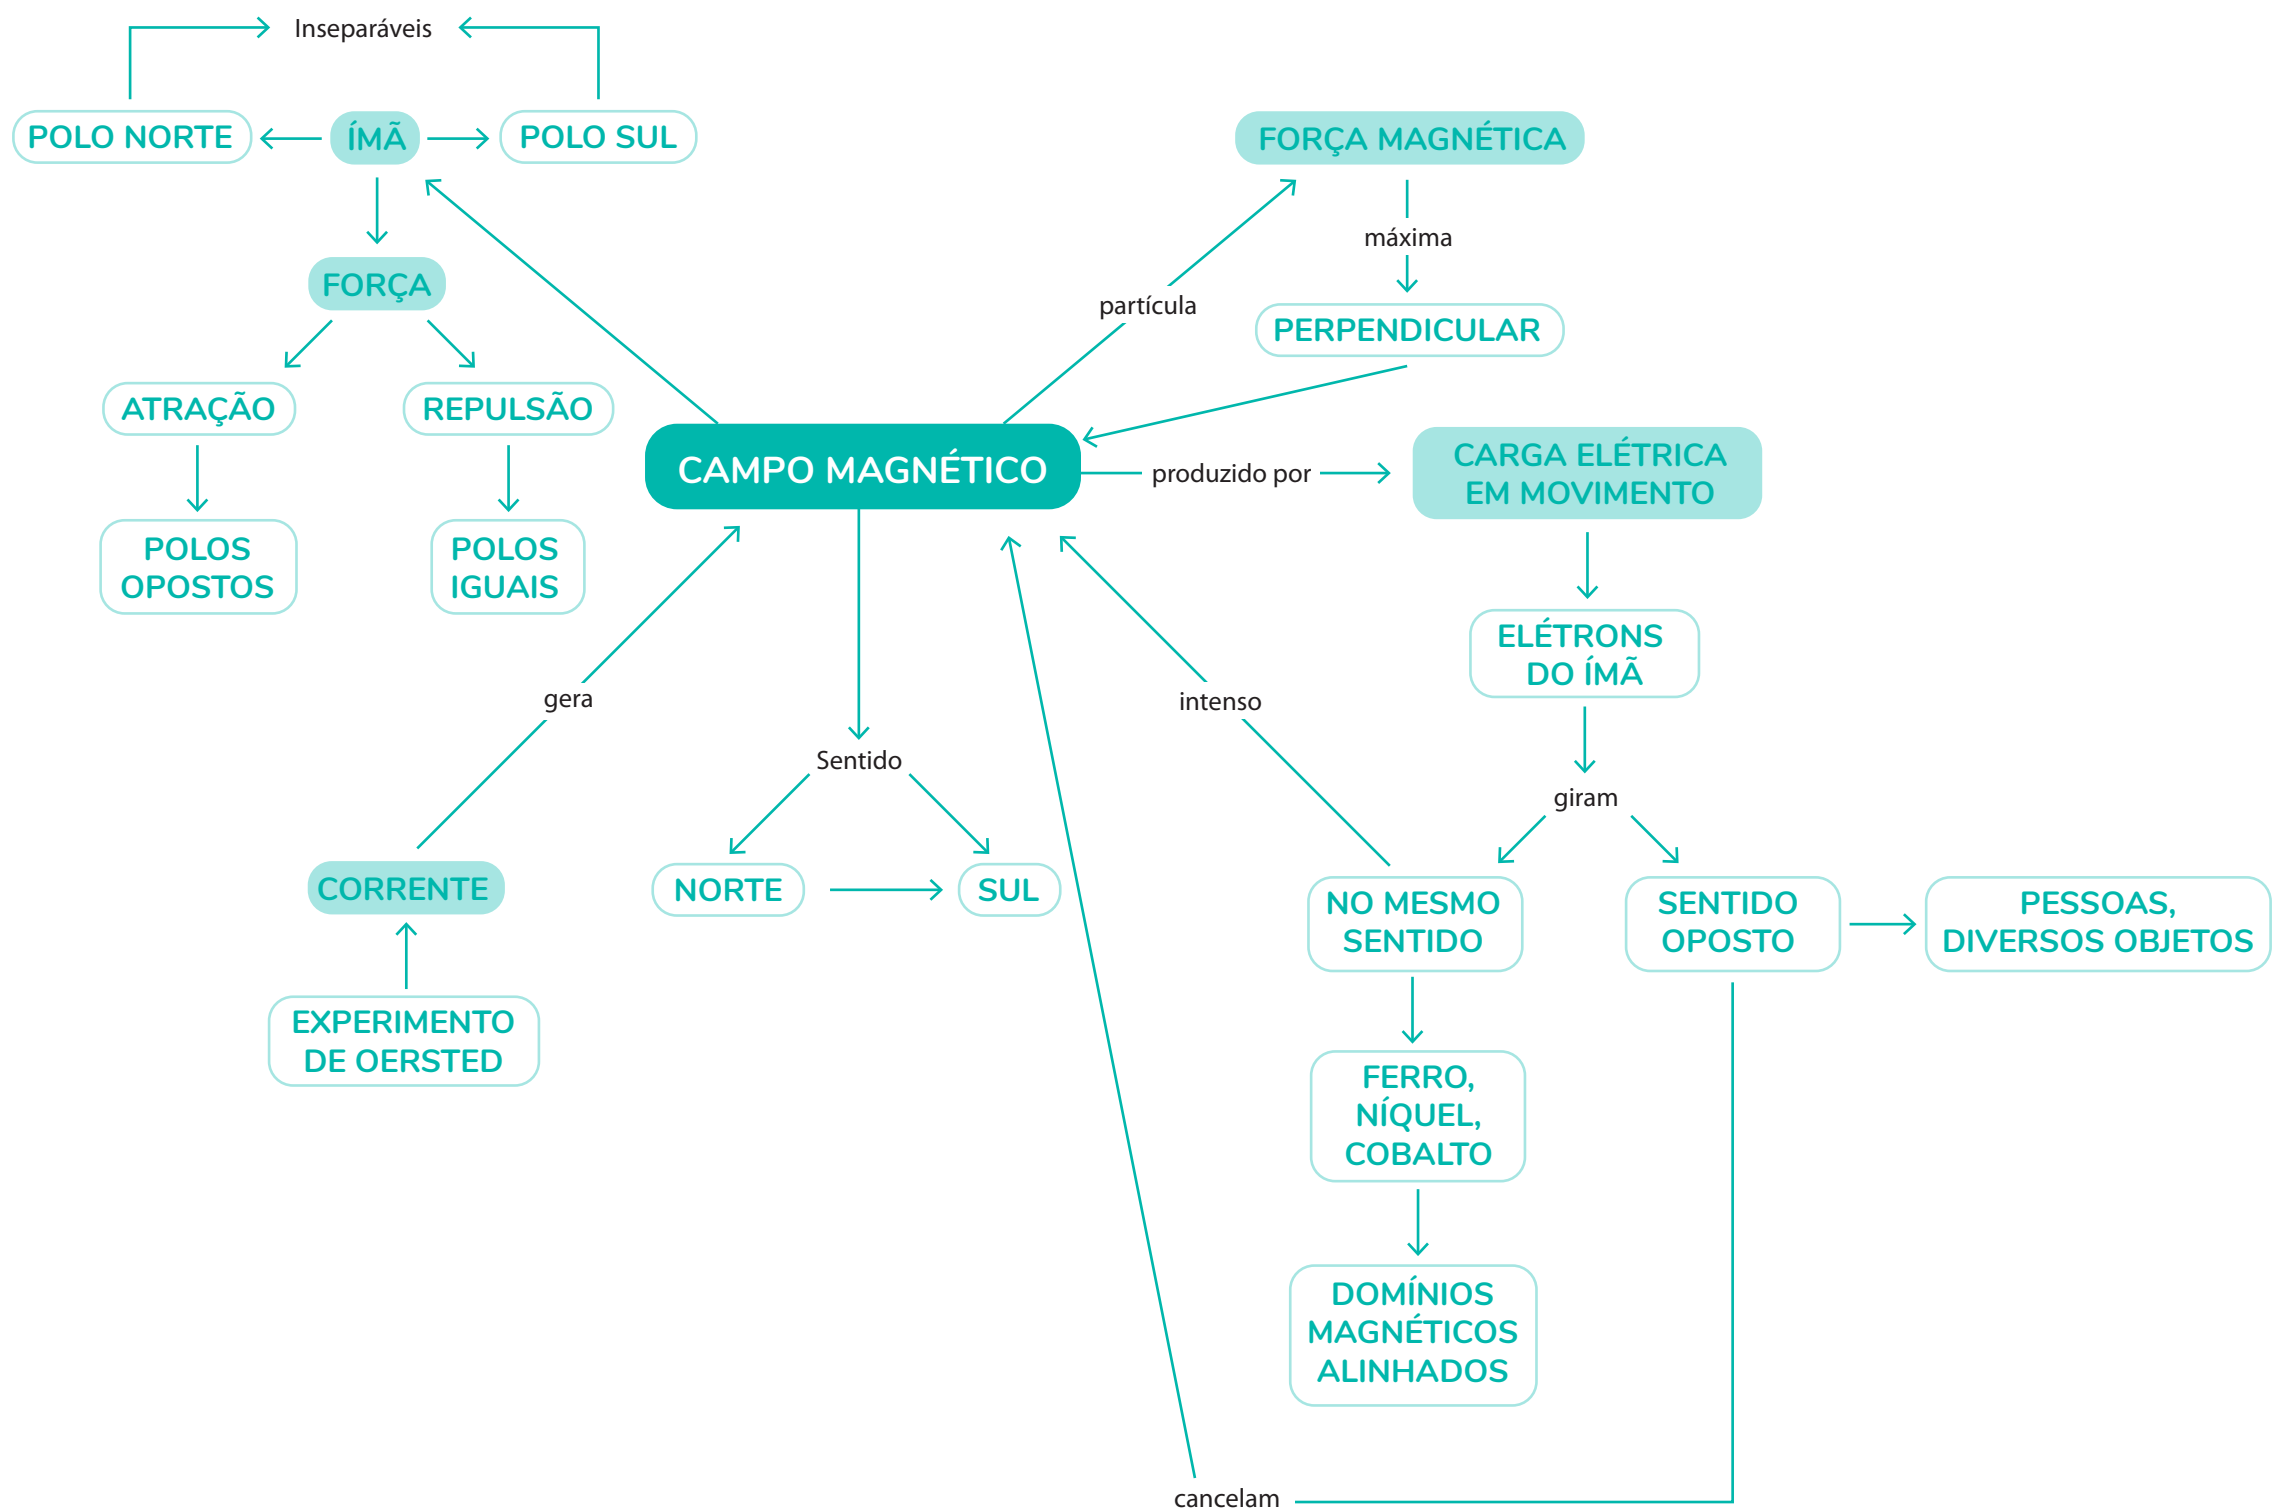 Inseparáveis
POLO NORTE
ÍMÃ
POLO SUL
FORÇA
ATRAÇÃO
REPULSÃO
POLOS
OPOSTOS
POLOS
IGUAIS
FORÇA MAGNÉTICA
máxima
partícula
PERPENDICULAR
CAMPO MAGNÉTICO
produzido por
CARGA ELÉTRICA
EM MOVIMENTO
ELÉTRONS
DO ÍMÃ
gera
intenso
Sentido
giram
CORRENTE
NORTE
SUL
NO MESMO
SENTIDO
SENTIDO
OPOSTO
PESSOAS,
DIVERSOS OBJETOS
EXPERIMENTO
DE OERSTED
FERRO,
NÍQUEL,
COBALTO
DOMÍNIOS
MAGNÉTICOS
ALINHADOS
cancelam